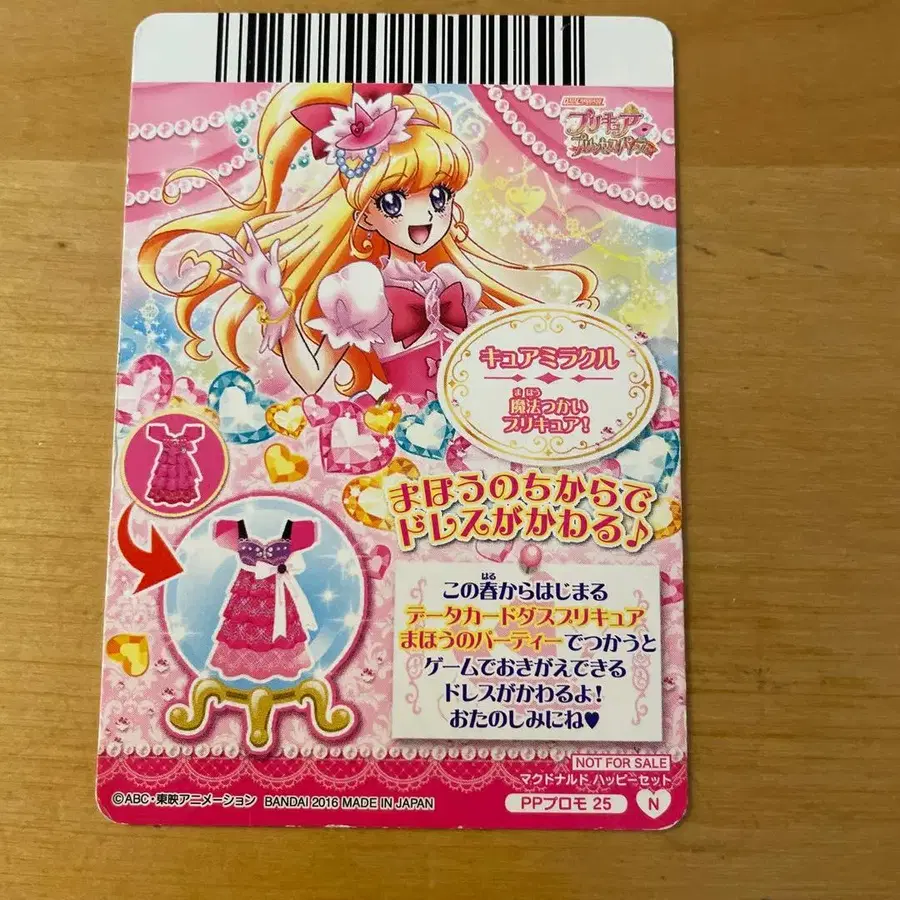 プリキュア
プリンセスパーティー
キュアミラクル
まほう
魔法つかい
プリキュア!
まほうのちからで
ドレスがかわる♪
はる
この春からはじまる
データカードダスプリキュア
まほうのパーティーでつかうと
ゲームでおきがえできる
ドレスがかわるよ!
おたのしみにね♥
NOT FOR SALE
マクドナルド ハッピーセット
©ABC・東映アニメーション BANDAI 2016 MADE IN JAPAN
PPプロモ 25
N